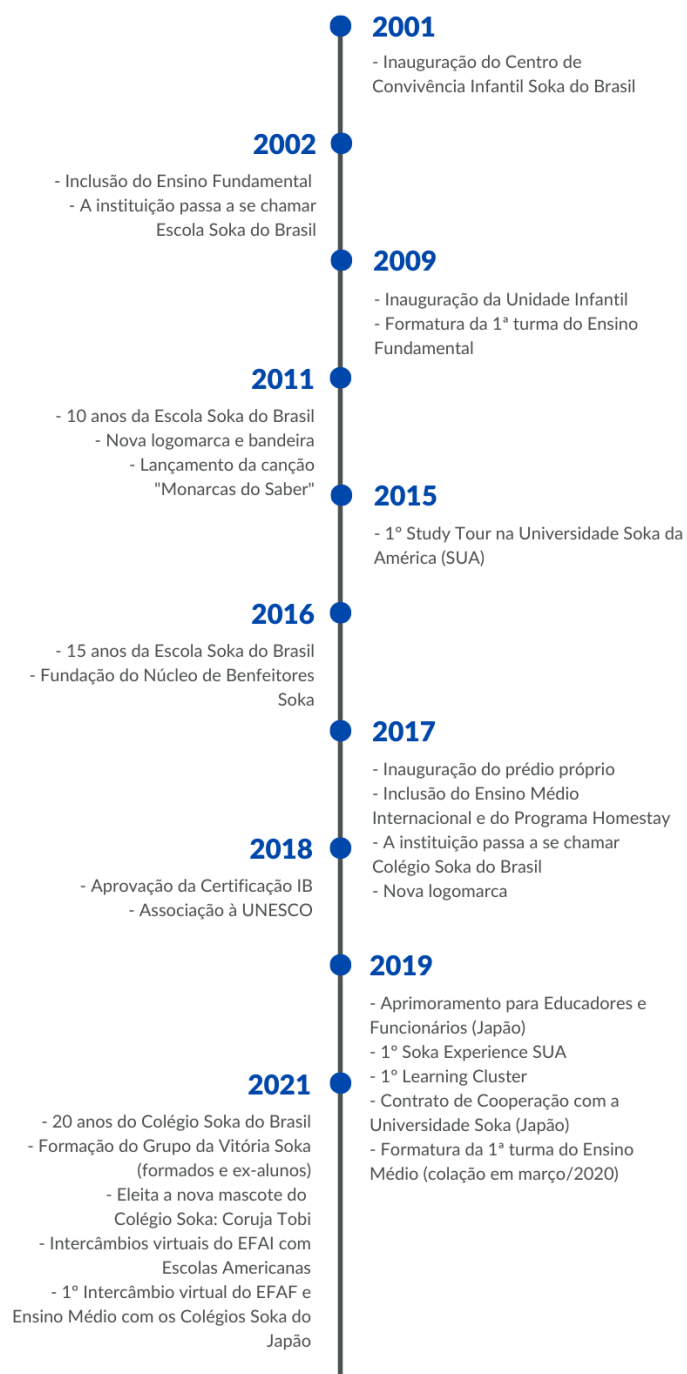 2001
- Inauguração do Centro de
Convivência Infantil Soka do Brasil
2002
- Inclusão do Ensino Fundamental
- A instituição passa a se chamar
Escola Soka do Brasil
2009
- Inauguração da Unidade Infantil
- Formatura da 1ª turma do Ensino
Fundamental
2011
- 10 anos da Escola Soka do Brasil
- Nova logomarca e bandeira
- Lançamento da canção
"Monarcas do Saber"
2015
- 1º Study Tour na Universidade Soka da
América (SUA)
2016
- 15 anos da Escola Soka do Brasil
- Fundação do Núcleo de Benfeitores
Soka
2017
- Inauguração do prédio próprio
- Inclusão do Ensino Médio
Internacional e do Programa Homestay
- A instituição passa a se chamar
Colégio Soka do Brasil
- Nova logomarca
2018
- Aprovação da Certificação IB
- Associação à UNESCO
2019
- Aprimoramento para Educadores e
Funcionários (Japão)
- 1º Soka Experience SUA
- 1º Learning Cluster
- Contrato de Cooperação com a
Universidade Soka (Japão)
- Formatura da 1ª turma do Ensino
Médio (colação em março/2020)
2021
- 20 anos do Colégio Soka do Brasil
- Formação do Grupo da Vitória Soka
(formados e ex-alunos)
- Eleita a nova mascote do
Colégio Soka: Coruja Tobi
- Intercâmbios virtuais do EFAI com
Escolas Americanas
- 1º Intercâmbio virtual do EFAF e
Ensino Médio com os Colégios Soka do
Japão